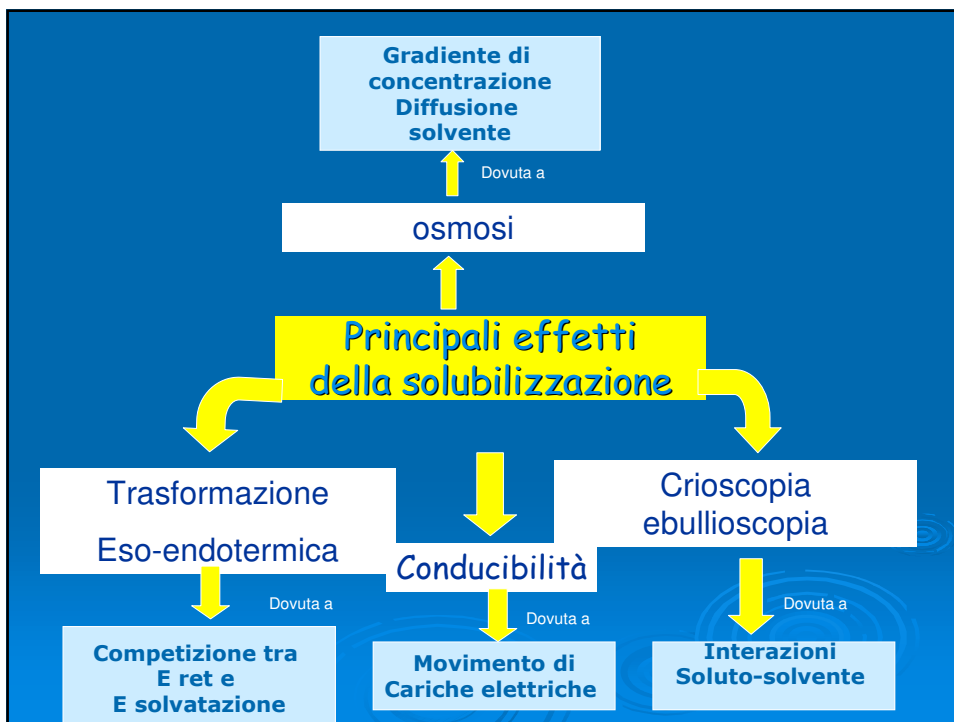 Gradiente di
concentrazione
Diffusione
solvente
Dovuta a
osmosi
Principali effetti
della solubilizzazione
Trasformazione
Eso-endotermica
Conducibilità
Crioscopia
ebullioscopia
Dovuta a
Dovuta a
Dovuta a
Competizione tra
E ret e
E solvatazione
Movimento di
Cariche elettriche
Interazioni
Soluto-solvente